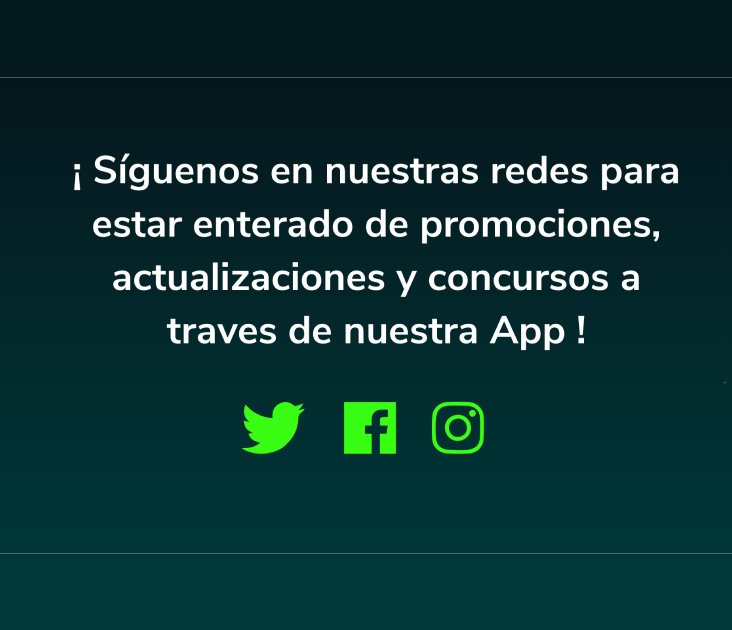 ¡ Síguenos en nuestras redes para
estar enterado de promociones,
actualizaciones y concursos a
traves de nuestra App !